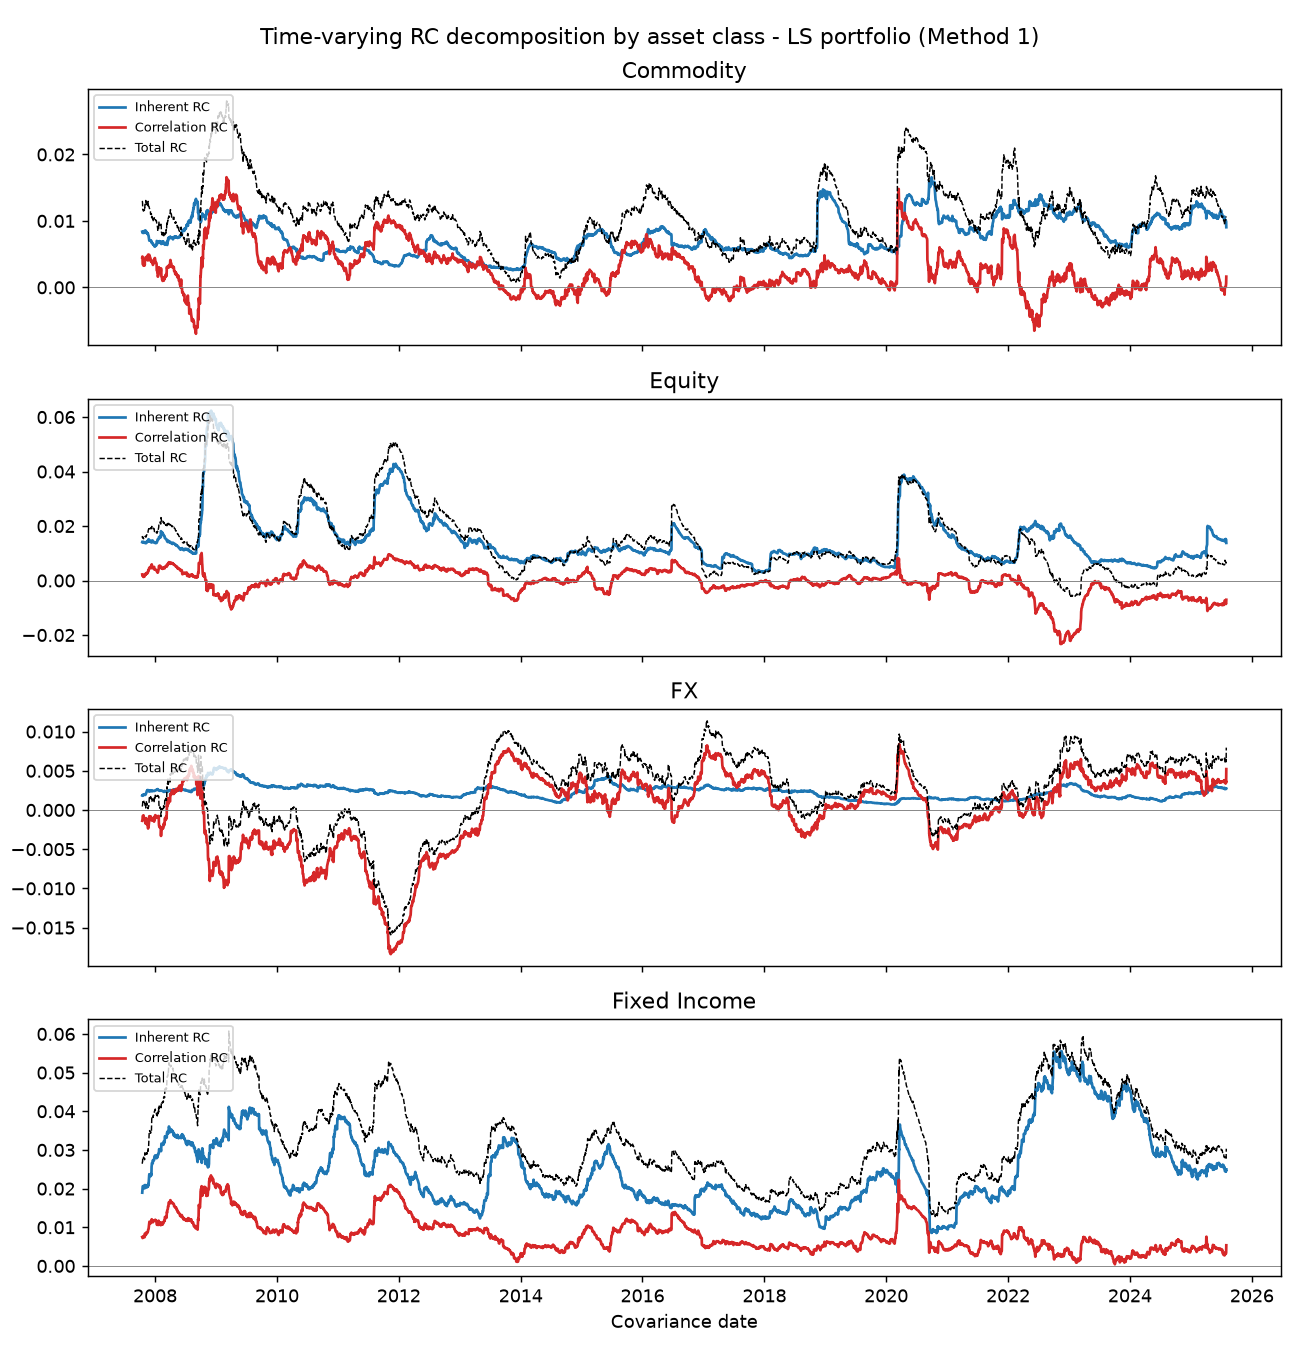 Time-varying RC decomposition by asset class - LS portfolio (Method 1)
Commodity
Inherent RC
Correlation RC
Total RC
0.02
0.01
0.00
Equity
Inherent RC
Correlation RC
Total RC
0.06
0.04
0.02
0.00
−0.02
FX
Inherent RC
Correlation RC
Total RC
0.010
0.005
0.000
−0.005
−0.010
−0.015
Fixed Income
Inherent RC
Correlation RC
Total RC
0.06
0.05
0.04
0.03
0.02
0.01
0.00
2008 2010 2012 2014 2016 2018 2020 2022 2024 2026
Covariance date